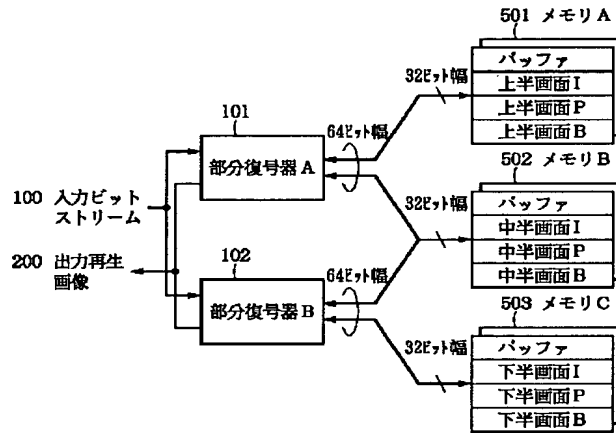 501 メモリA
バッファ
上半画面I
上半画面P
上半画面B
32ビット幅
101
64ビット幅
部分復号器A
502 メモリB
32ビット幅
バッファ
中半画面I
中半画面P
中半画面B
100 入力ビット
ストリーム
200 出力再生
画像
102
64ビット幅
部分復号器B
503 メモリC
32ビット幅
バッファ
下半画面I
下半画面P
下半画面B